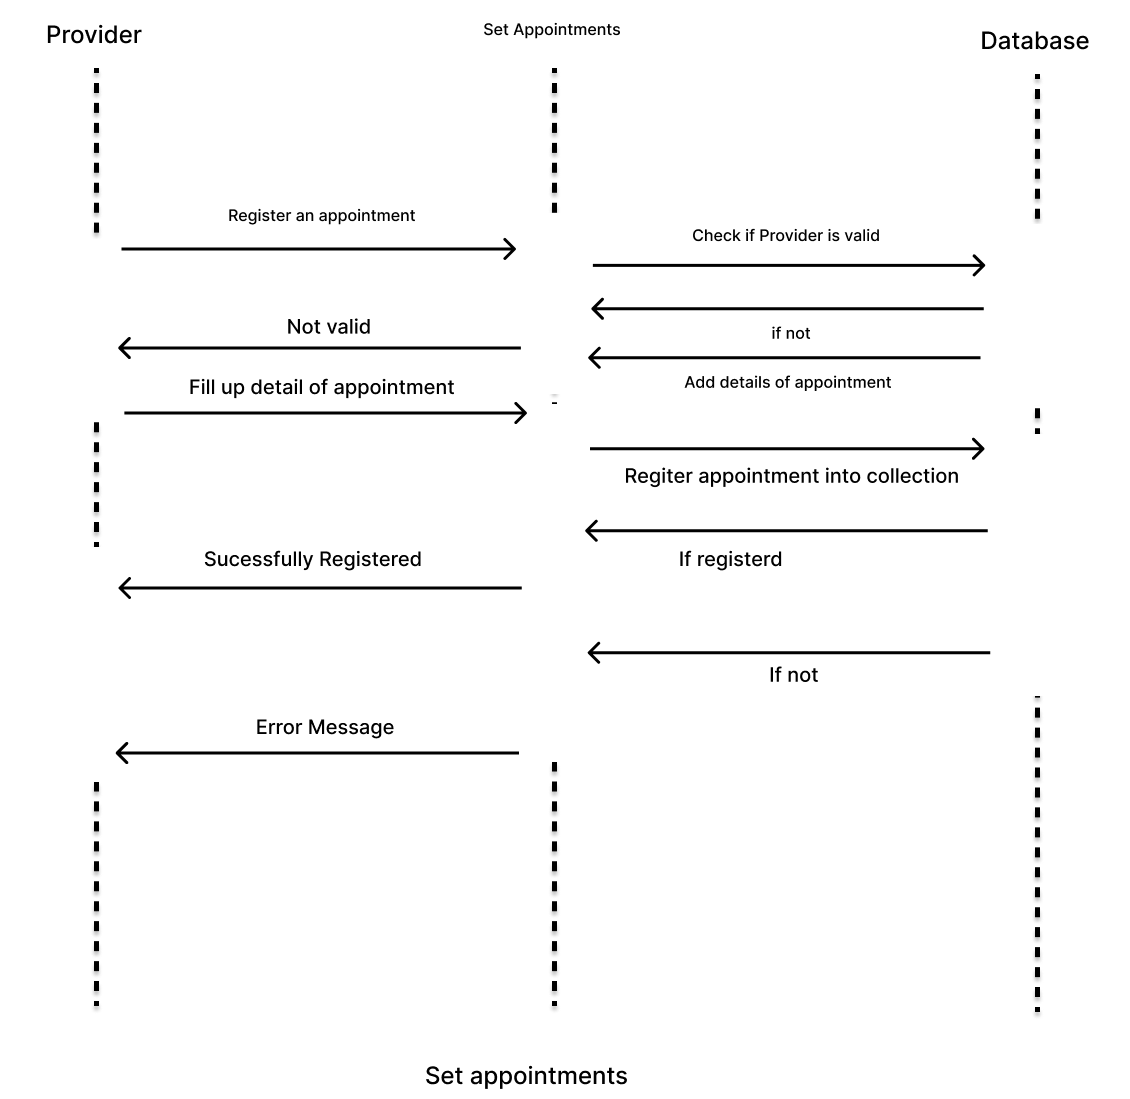 Provider
Set Appointments
Database
Register an appointment
Check if Provider is valid
Not valid
if not
Fill up detail of appointment
Add details of appointment
Regiter appointment into collection
Sucessfully Registered
If registerd
If not
Error Message
Set appointments